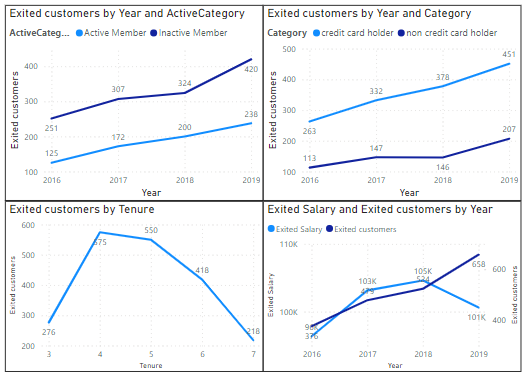 Exited customers by Year and ActiveCategory
ActiveCateg... Active Member Inactive Member
Exited customers
400
300
200
100
251
307
324
420
125
172
200
238
2016 2017 2018 2019
Year
Exited customers by Year and Category
Category credit card holder non credit card holder
Exited customers
500
400
300
200
100
263
332
378
451
113
147
146
207
2016 2017 2018 2019
Year
Exited customers by Tenure
Exited customers
600
500
400
300
200
276
575
550
418
218
3 4 5 6 7
Tenure
Exited Salary and Exited customers by Year
Exited Salary Exited customers
Exited Salary
110K
100K
103K
105K
101K
376
479
658
600
400
Exited customers
2016 2017 2018 2019
Year